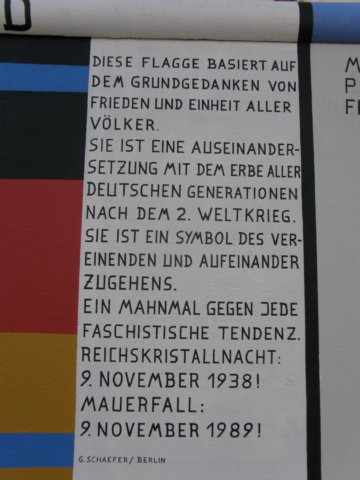 D
DIESE FLAGGE BASIERT AUF
DEM GRUNDGEDANKEN VON
FRIEDEN UND EINHEIT ALLER
VÖLKER.
SIE IST EINE AUSEINANDER-
SETZUNG MIT DEM ERBE ALLER
DEUTSCHEN GENERATIONEN
NACH DEM 2. WELTKRIEG.
SIE IST EIN SYMBOL DES VER-
EINENDEN UND AUFEINANDER
ZUGEHENS.
EIN MAHNMAL GEGEN JEDE
FASCHISTISCHE TENDENZ.
REICHSKRISTALLNACHT:
9. NOVEMBER 1938!
MAUERFALL:
9. NOVEMBER 1989!
G. SCHAEFER / BERLIN
M
P
F